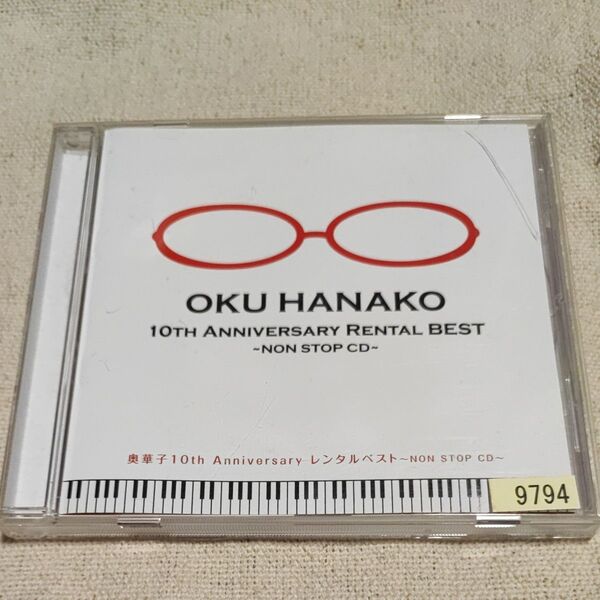 OKU HANAKO
10TH ANNIVERSARY RENTAL BEST
~NON STOP CD~
奥華子10th Anniversary レンタルベスト~NON STOP CD~
9794